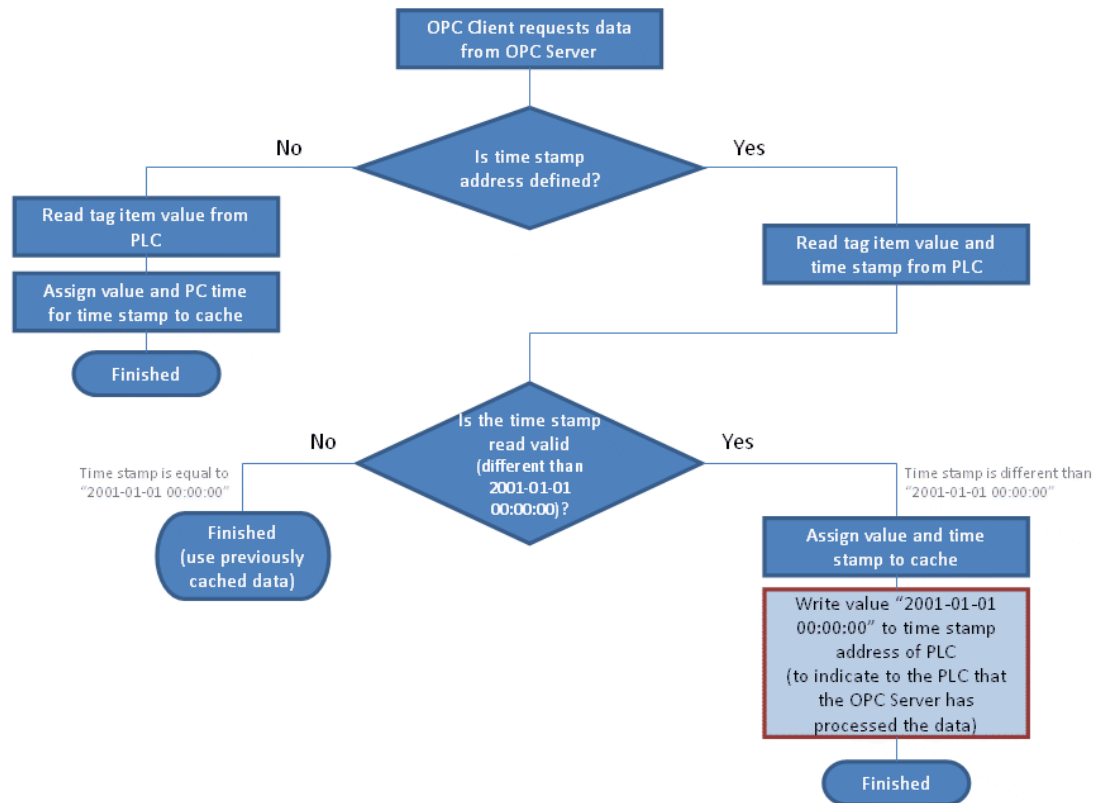 OPC Client requests data
from OPC Server
No
Is time stamp
address defined?
Yes
Read tag item value from
PLC
Read tag item value and
time stamp from PLC
Assign value and PC time
for time stamp to cache
Finished
No
Is the time stamp
read valid
(different than
2001-01-01
00:00:00)?
Yes
Time stamp is equal to
“2001-01-01 00:00:00”
Time stamp is different than
“2001-01-01 00:00:00”
Finished
(use previously
cached data)
Assign value and time
stamp to cache
Write value “2001-01-01
00:00:00” to time stamp
address of PLC
(to indicate to the PLC that
the OPC Server has
processed the data)
Finished